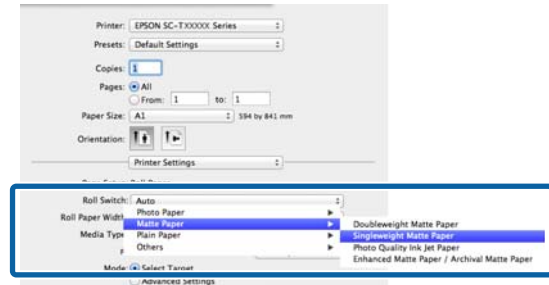 Printer: EPSON SC-TXXXXX Series
Presets: Default Settings
Copies: 1
Pages: All
From: 1 to: 1
Paper Size: A1 594 by 841 mm
Orientation:
Printer Settings
Roll Switch: Auto
Roll Paper Width
Photo Paper
Matte Paper
Media Type
Plain Paper
Others
Doubleweight Matte Paper
Singleweight Matte Paper
Photo Quality Ink Jet Paper
Enhanced Matte Paper / Archival Matte Paper
Mode: Select Target
Advanced Settings